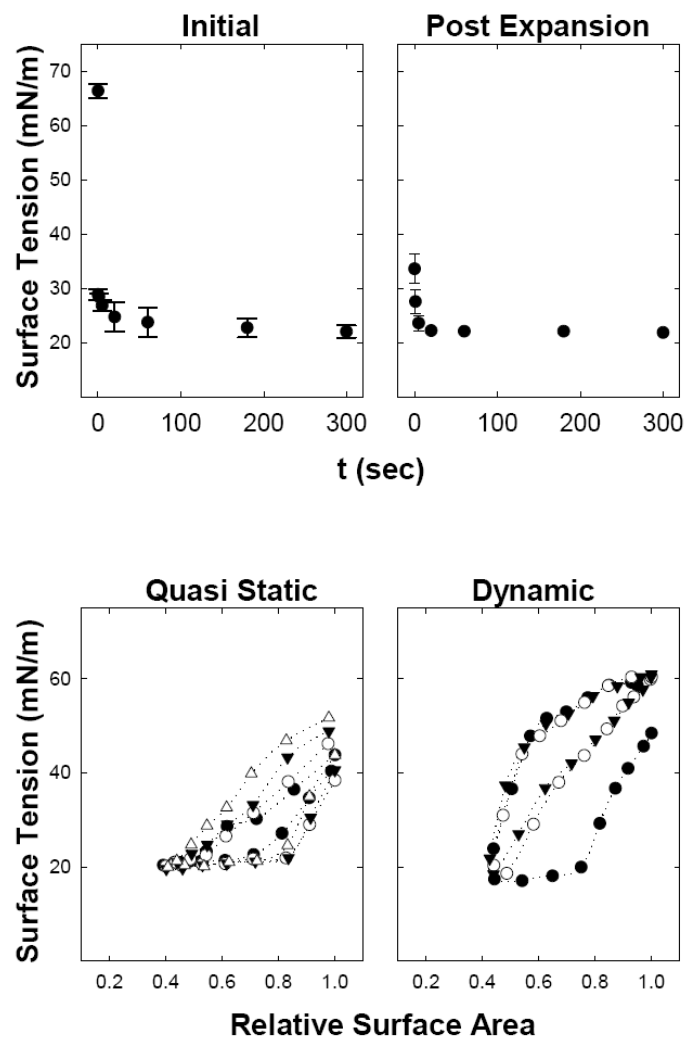 Initial
Post Expansion
Surface Tension (mN/m)
70
60
50
40
30
20
0 100 200 300
0 100 200 300
t (sec)
Quasi Static
Dynamic
Surface Tension (mN/m)
60
40
20
0.2 0.4 0.6 0.8 1.0
0.2 0.4 0.6 0.8 1.0
Relative Surface Area